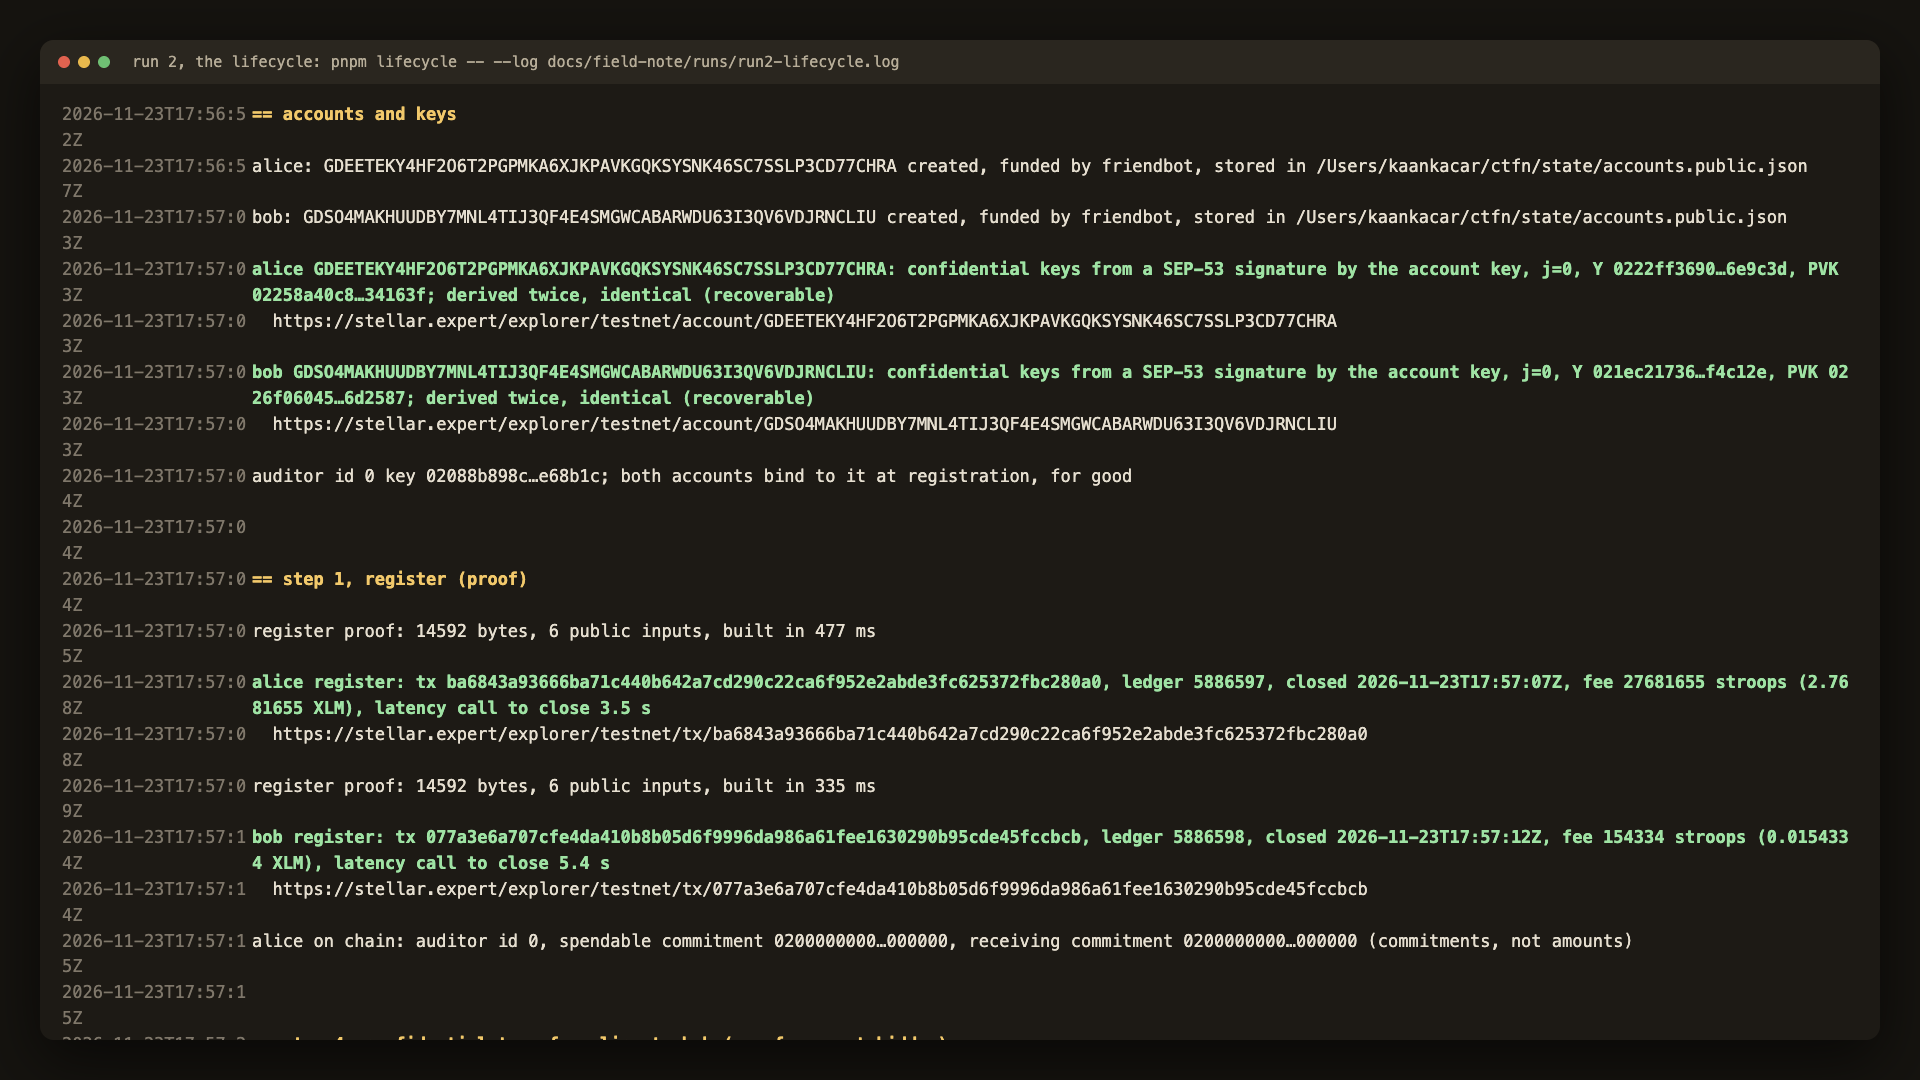 run 2, the lifecycle: pnpm lifecycle -- --log docs/field-note/runs/run2-lifecycle.log
2026-11-23T17:56:5 == accounts and keys
2Z
2026-11-23T17:56:5 alice: GDEETEKY4HF2O6T2PGPMKA6XJKPAVKGQKSYSNK46SC7SSLP3CD77CHRA created, funded by friendbot, stored in /Users/kaankacar/ctfn/state/accounts.public.json
7Z
2026-11-23T17:57:0 bob: GDSO4MAKHUUDBY7MNL4TIJ3QF4E4SMGWCABARWDU63I3QV6VDJRNCLIU created, funded by friendbot, stored in /Users/kaankacar/ctfn/state/accounts.public.json
3Z
2026-11-23T17:57:0 alice GDEETEKY4HF2O6T2PGPMKA6XJKPAVKGQKSYSNK46SC7SSLP3CD77CHRA: confidential keys from a SEP-53 signature by the account key, j=0, Y 0222ff3690…6e9c3d, PVK
3Z 02258a40c8…34163f; derived twice, identical (recoverable)
2026-11-23T17:57:0 https://stellar.expert/explorer/testnet/account/GDEETEKY4HF2O6T2PGPMKA6XJKPAVKGQKSYSNK46SC7SSLP3CD77CHRA
3Z
2026-11-23T17:57:0 bob GDSO4MAKHUUDBY7MNL4TIJ3QF4E4SMGWCABARWDU63I3QV6VDJRNCLIU: confidential keys from a SEP-53 signature by the account key, j=0, Y 021ec21736…f4c12e, PVK 02
3Z 26f06045…6d2587; derived twice, identical (recoverable)
2026-11-23T17:57:0 https://stellar.expert/explorer/testnet/account/GDSO4MAKHUUDBY7MNL4TIJ3QF4E4SMGWCABARWDU63I3QV6VDJRNCLIU
3Z
2026-11-23T17:57:0 auditor id 0 key 02088b898c…e68b1c; both accounts bind to it at registration, for good
4Z
2026-11-23T17:57:0
4Z
2026-11-23T17:57:0 == step 1, register (proof)
4Z
2026-11-23T17:57:0 register proof: 14592 bytes, 6 public inputs, built in 477 ms
5Z
2026-11-23T17:57:0 alice register: tx ba6843a93666ba71c440b642a7cd290c22ca6f952e2abde3fc625372fbc280a0, ledger 5886597, closed 2026-11-23T17:57:07Z, fee 27681655 stroops (2.76
8Z 81655 XLM), latency call to close 3.5 s
2026-11-23T17:57:0 https://stellar.expert/explorer/testnet/tx/ba6843a93666ba71c440b642a7cd290c22ca6f952e2abde3fc625372fbc280a0
8Z
2026-11-23T17:57:0 register proof: 14592 bytes, 6 public inputs, built in 335 ms
9Z
2026-11-23T17:57:1 bob register: tx 077a3e6a707cfe4da410b8b05d6f9996da986a61fee1630290b95cde45fccbcb, ledger 5886598, closed 2026-11-23T17:57:12Z, fee 154334 stroops (0.015433
4Z 4 XLM), latency call to close 5.4 s
2026-11-23T17:57:1 https://stellar.expert/explorer/testnet/tx/077a3e6a707cfe4da410b8b05d6f9996da986a61fee1630290b95cde45fccbcb
4Z
2026-11-23T17:57:1 alice on chain: auditor id 0, spendable commitment 0200000000…000000, receiving commitment 0200000000…000000 (commitments, not amounts)
5Z
2026-11-23T17:57:1
5Z